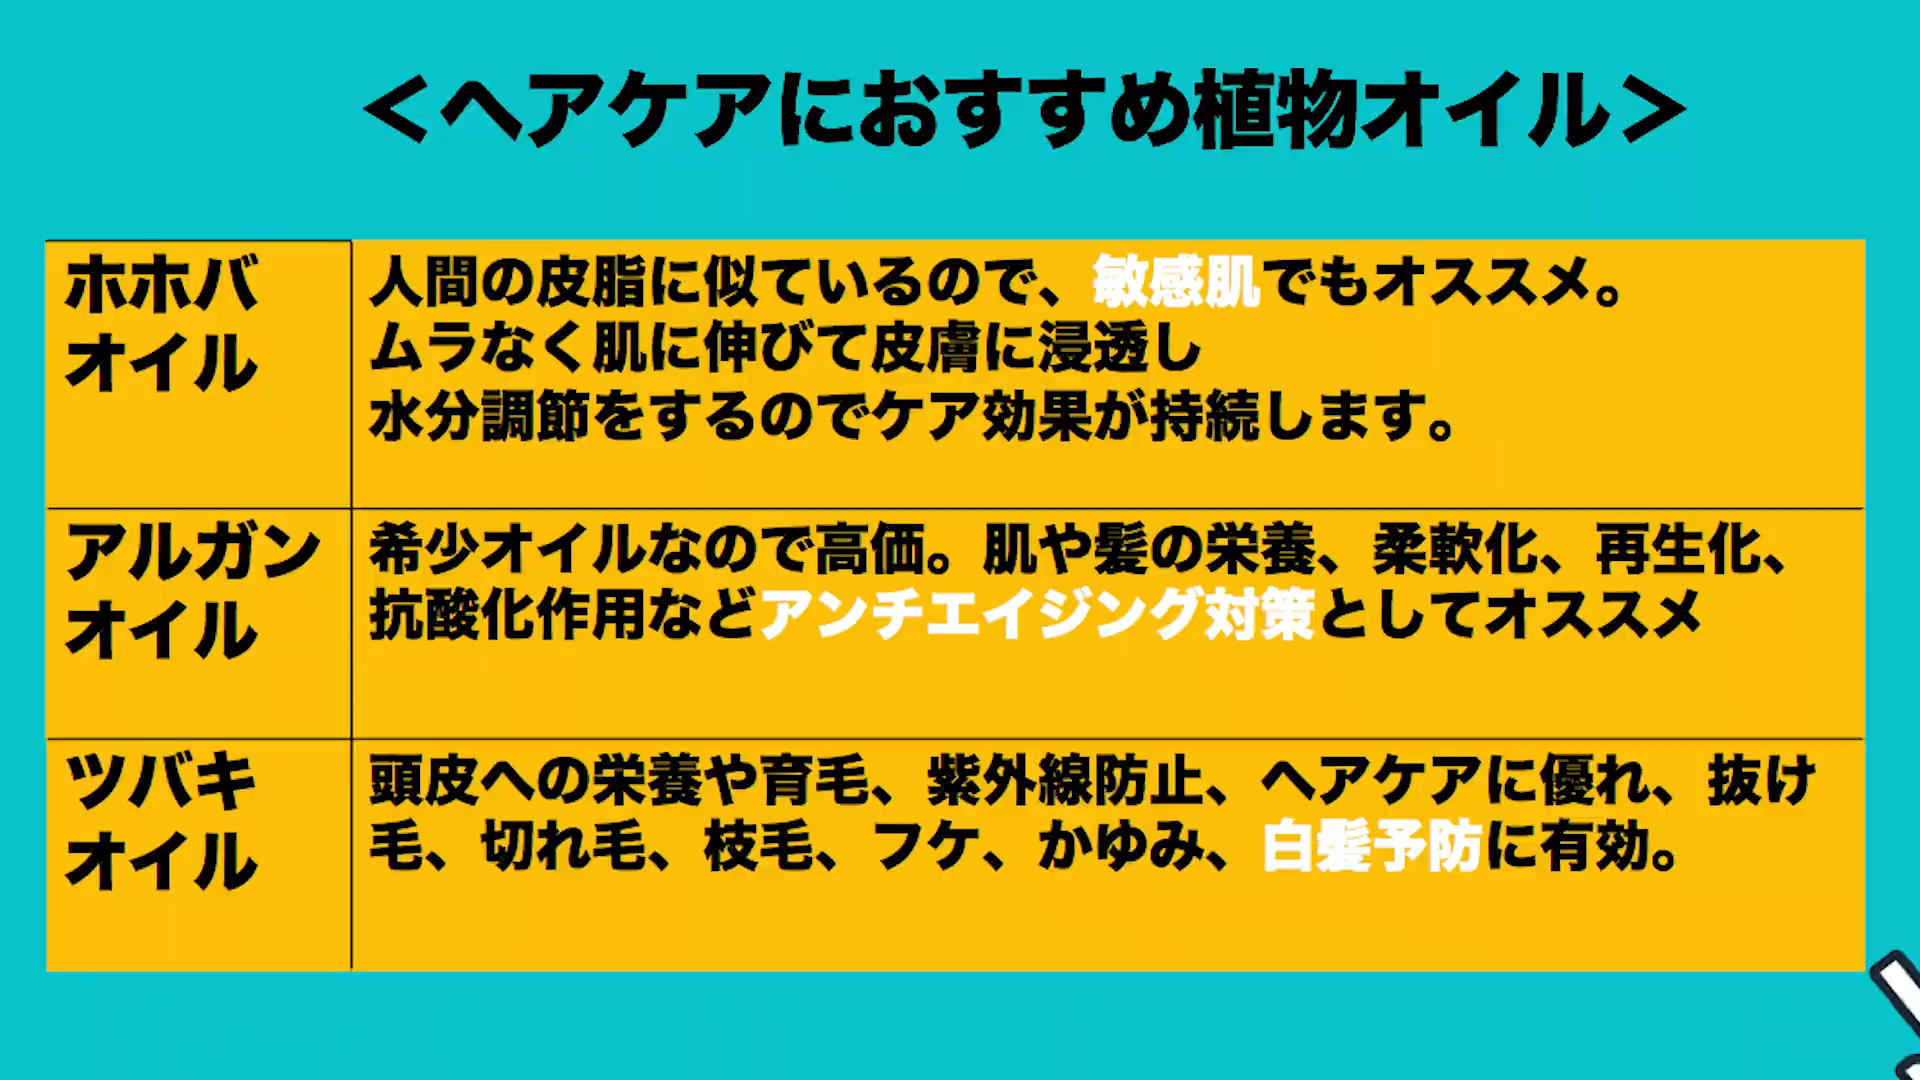 ＜ヘアケアにおすすめ植物オイル＞
ホホバ
オイル
人間の皮脂に似ているので、敏感肌でもオススメ。
ムラなく肌に伸びて皮膚に浸透し
水分調節をするのでケア効果が持続します。
アルガン
オイル
希少オイルなので高価。肌や髪の栄養、柔軟化、再生化、
抗酸化作用などアンチエイジング対策としてオススメ
ツバキ
オイル
頭皮への栄養や育毛、紫外線防止、ヘアケアに優れ、抜け
毛、切れ毛、枝毛、フケ、かゆみ、白髪予防に有効。